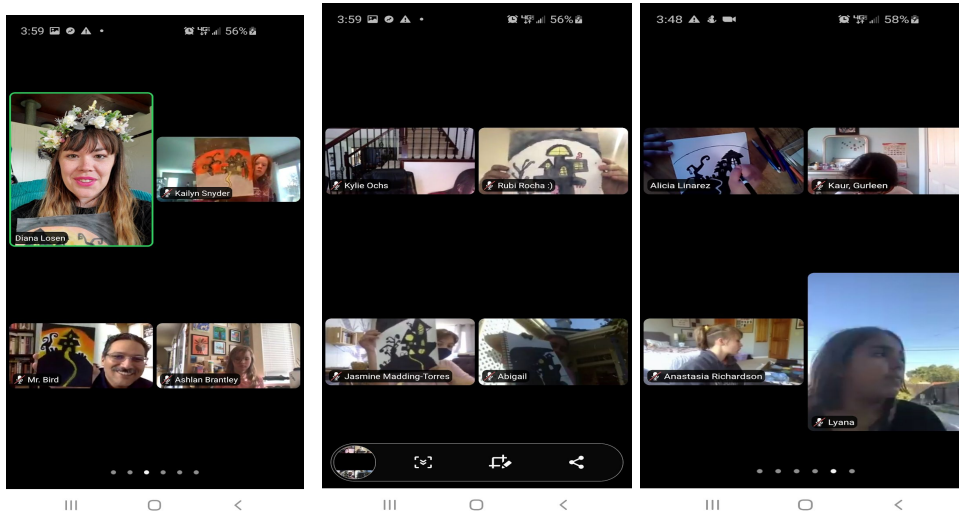 3:59 56%
Diana Losen
Kailyn Snyder
Mr. Bird
Ashlan Brantley
3:59 56%
Kylie Ochs
Rubi Rocha :)
Jasmine Madding-Torres
Abigail
3:48 58%
Alicia Linarez
Kaur, Gurleen
Anastasia Richardson
Lyana